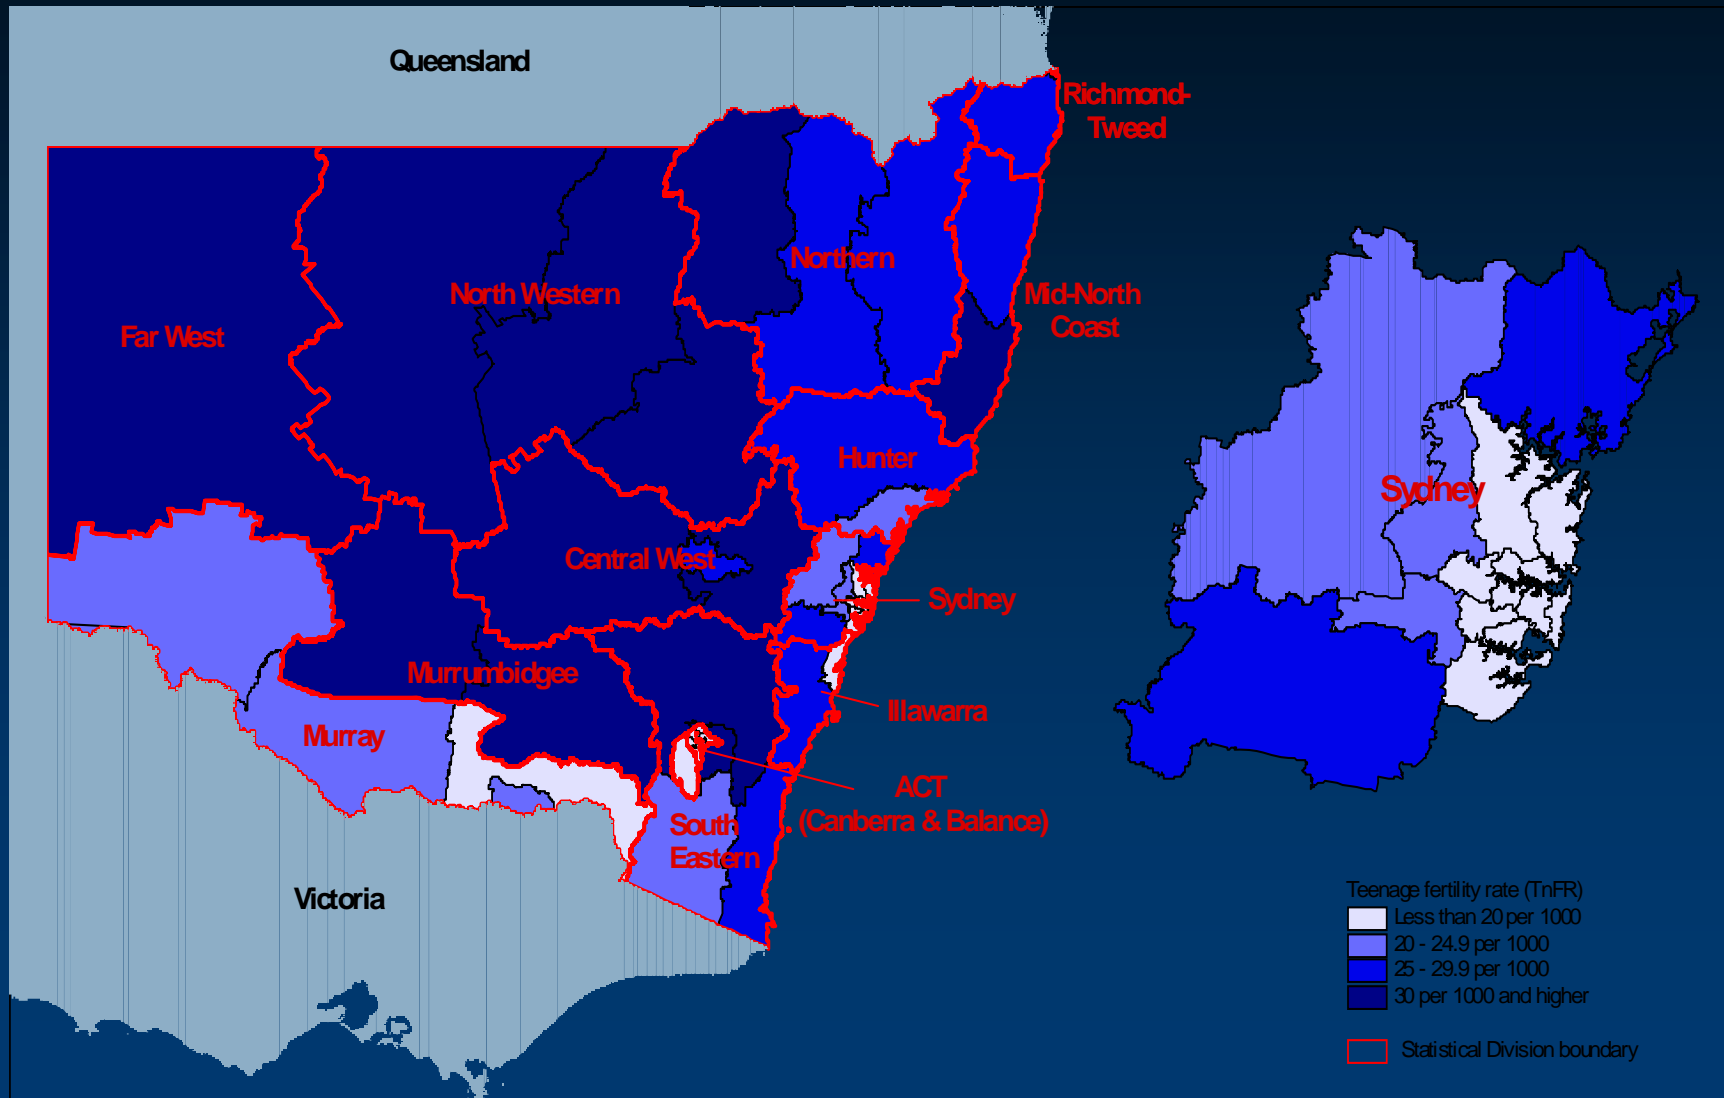 Queensland
Richmond-
Tweed
Northern
North Western
Mid-North
Coast
Far West
Hunter
Sydney
Central West
Sydney
Murrumbidgee
Illawarra
Murray
ACT
(Canberra & Balance)
South
Eastern
Victoria
Teenage fertility rate (TnFR)
Less than 20 per 1000
20 - 24.9 per 1000
25 - 29.9 per 1000
30 per 1000 and higher
Statistical Division boundary